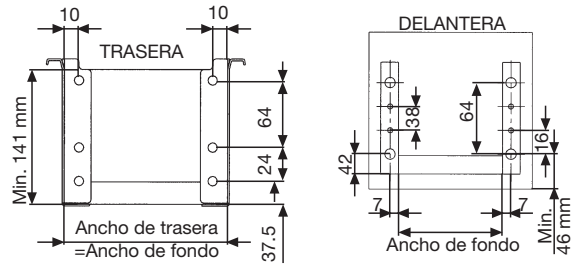 10
10
TRASERA
Min. 141 mm
64
24
37.5
Ancho de trasera
=Ancho de fondo
DELANTERA
38
64
16
42
7
7
Ancho de fondo
Min.
46 mm